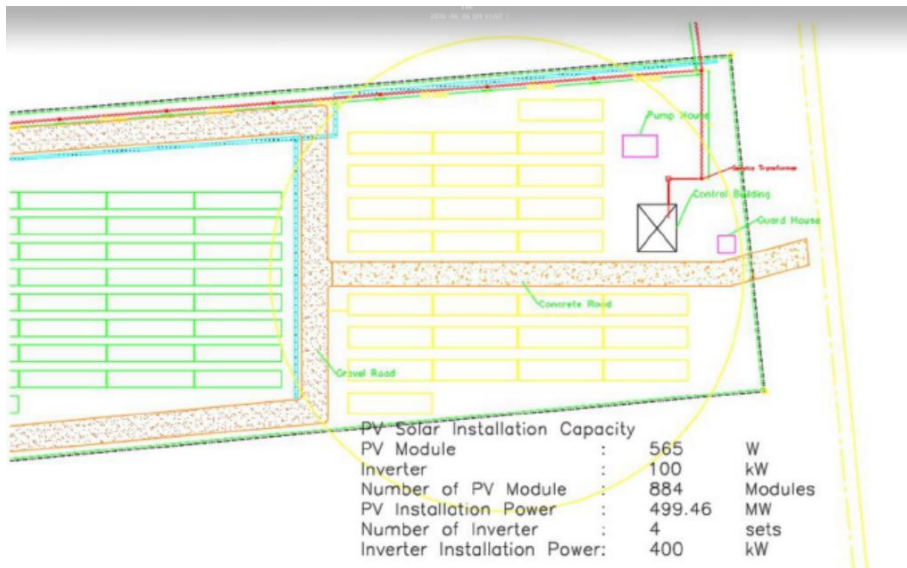 Pump House
Service Transformer
Control Building
Guard House
Concrete Road
Gravel Road
PV Solar Installation Capacity
PV Module : 565 W
Inverter : 100 kW
Number of PV Module : 884 Modules
PV Installation Power : 499.46 MW
Number of Inverter : 4 sets
Inverter Installation Power: 400 kW